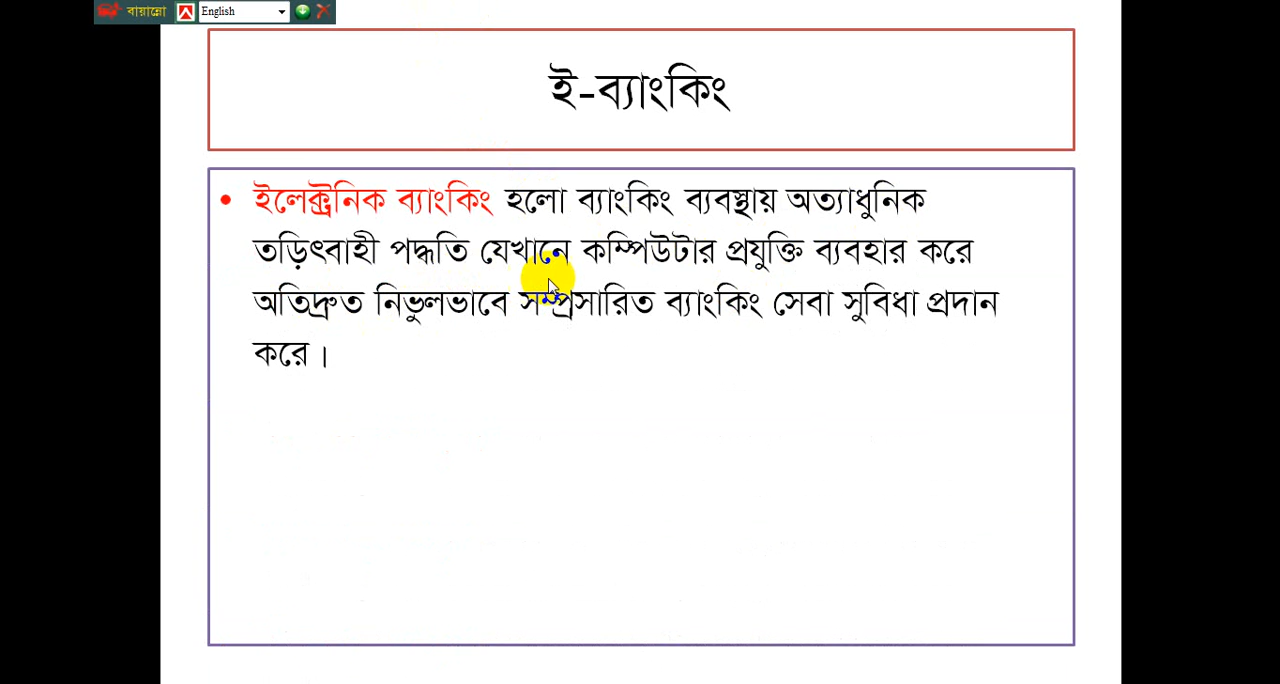 বায়ান্নো English
ই-ব্যাংকিং
• ইলেক্ট্রনিক ব্যাংকিং হলো ব্যাংকিং ব্যবস্থায় অত্যাধুনিক
তড়িৎবাহী পদ্ধতি যেখানে কম্পিউটার প্রযুক্তি ব্যবহার করে
অতিদ্রুত নিভুলভাবে সম্প্রসারিত ব্যাংকিং সেবা সুবিধা প্রদান
করে।